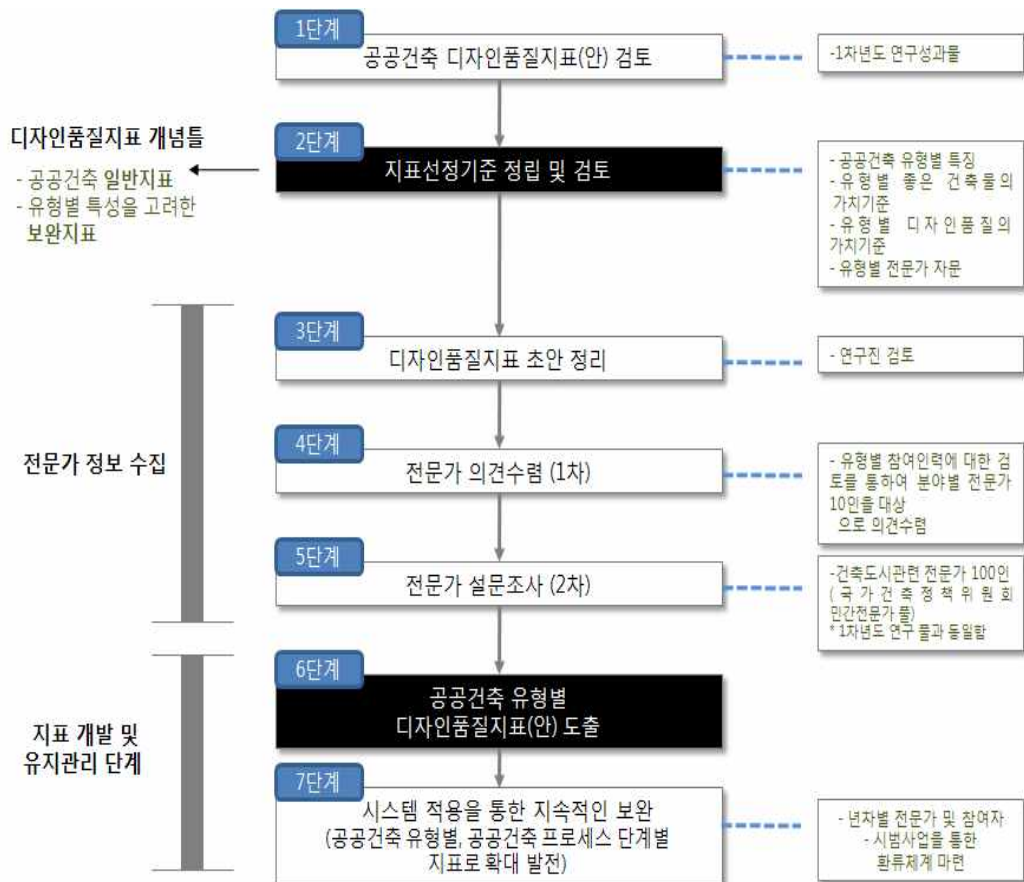 1단계
공공건축 디자인품질지표(안) 검토
-1차년도 연구성과물
디자인품질지표 개념틀
- 공공건축 일반지표
- 유형별 특성을 고려한
보완지표
2단계
지표선정기준 정립 및 검토
- 공공건축 유형별 특징
- 유형별 좋은 건축물의
가치기준
- 유형별 디자인품질의
가치기준
- 유형별 전문가 자문
3단계
디자인품질지표 초안 정리
- 연구진 검토
전문가 정보 수집
4단계
전문가 의견수렴 (1차)
- 유형별 참여인력에 대한 검
토를 통하여 분야별 전문가
10인을 대상
으로 의견수렴
5단계
전문가 설문조사 (2차)
-건축도시관련 전문가 100인
(국가건축정책위원회
민간전문가 풀)
* 1차년도 연구 풀과 동일함
6단계
공공건축 유형별
디자인품질지표(안) 도출
지표 개발 및
유지관리 단계
7단계
시스템 적용을 통한 지속적인 보완
(공공건축 유형별, 공공건축 프로세스 단계별
지표로 확대 발전)
- 년차별 전문가 및 참여자
- 시범사업을 통한
환류체계 마련